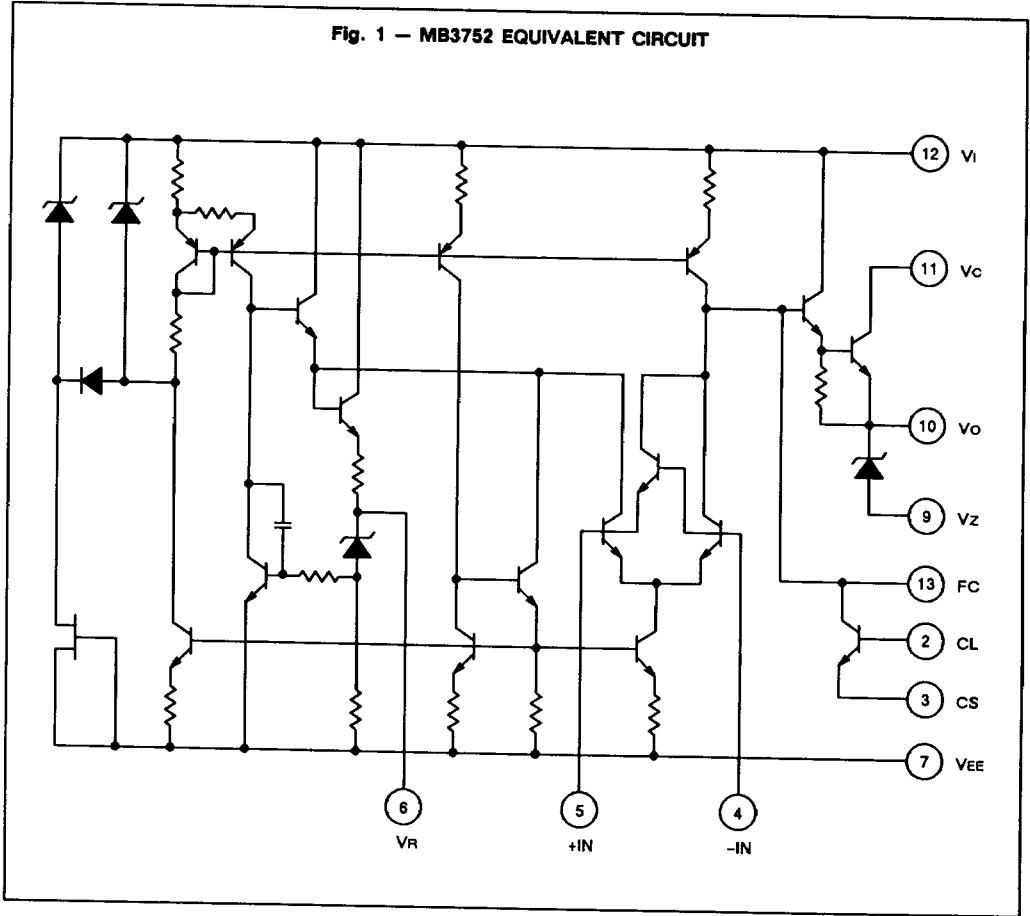 Fig. 1 — MB3752 EQUIVALENT CIRCUIT
12 VI
11 VC
10 VO
9 VZ
13 FC
2 CL
3 CS
7 VEE
6
VR
5
+IN
4
-IN